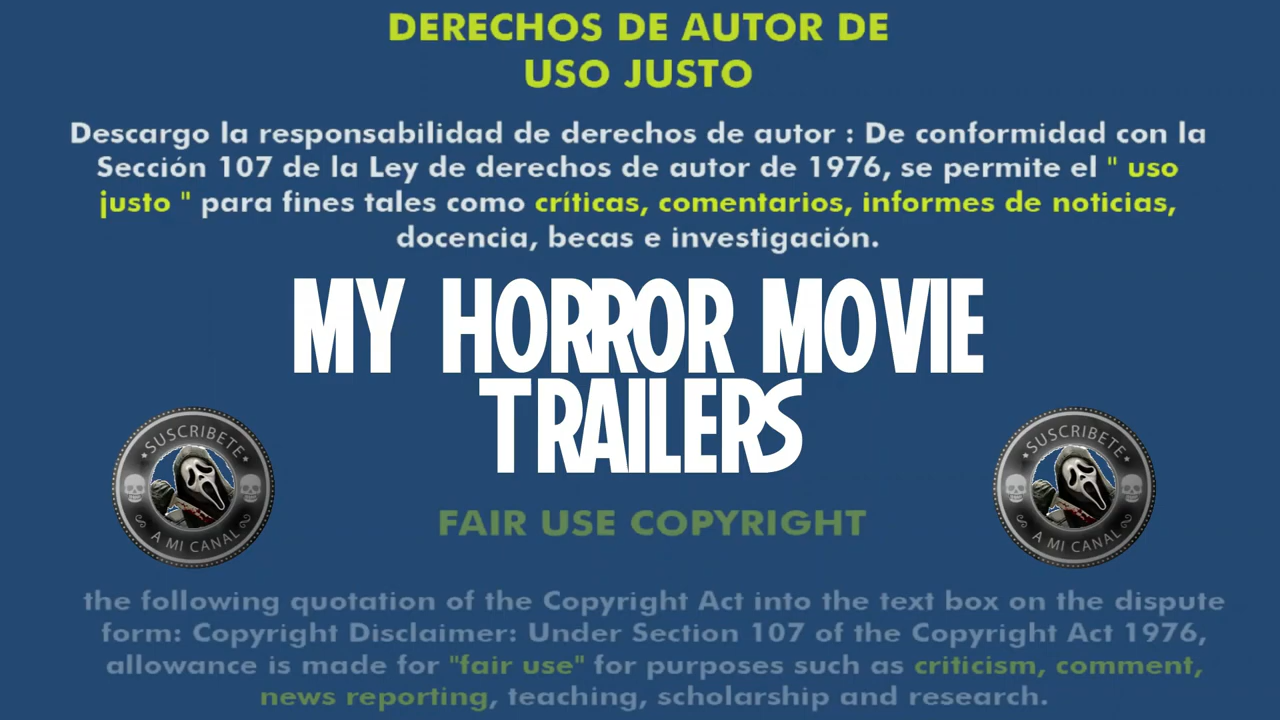 DERECHOS DE AUTOR DE
USO JUSTO
Descargo la responsabilidad de derechos de autor : De conformidad con la
Sección 107 de la Ley de derechos de autor de 1976, se permite el " uso
justo " para fines tales como críticas, comentarios, informes de noticias,
docencia, becas e investigación.
MY HORROR MOVIE
TRAILERS
SUSCRIBETE
A MI CANAL
SUSCRIBETE
A MI CANAL
FAIR USE COPYRIGHT
the following quotation of the Copyright Act into the text box on the dispute
form: Copyright Disclaimer: Under Section 107 of the Copyright Act 1976,
allowance is made for "fair use" for purposes such as criticism, comment,
news reporting, teaching, scholarship and research.